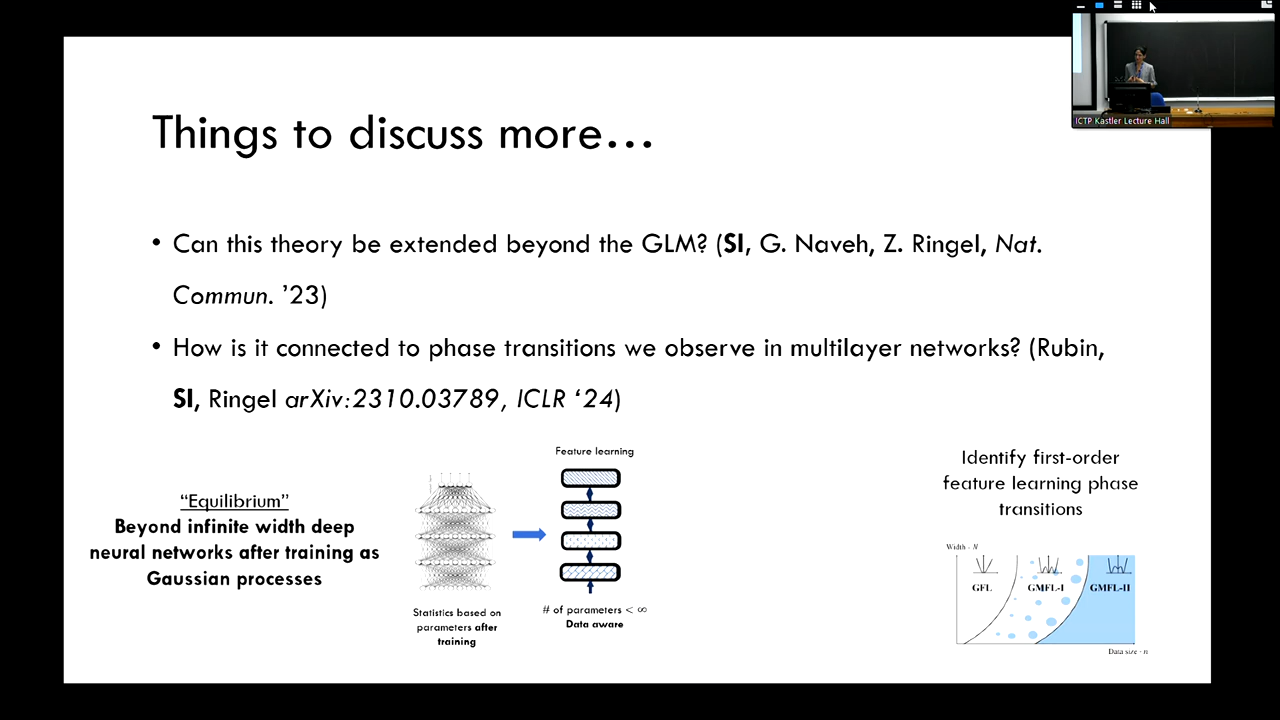 ICTP Kastler Lecture Hall
Things to discuss more…
• Can this theory be extended beyond the GLM? (SI, G. Naveh, Z. Ringel, Nat.
Commun. ’23)
• How is it connected to phase transitions we observe in multilayer networks? (Rubin,
SI, Ringel arXiv:2310.03789, ICLR ‘24)
“Equilibrium”
Beyond infinite width deep
neural networks after training as
Gaussian processes
Statistics based on
parameters after
training
Feature learning
# of parameters < ∞
Data aware
Identify first-order
feature learning phase
transitions
Width - N
GFL
GMFL-I
GMFL-II
Data size - n